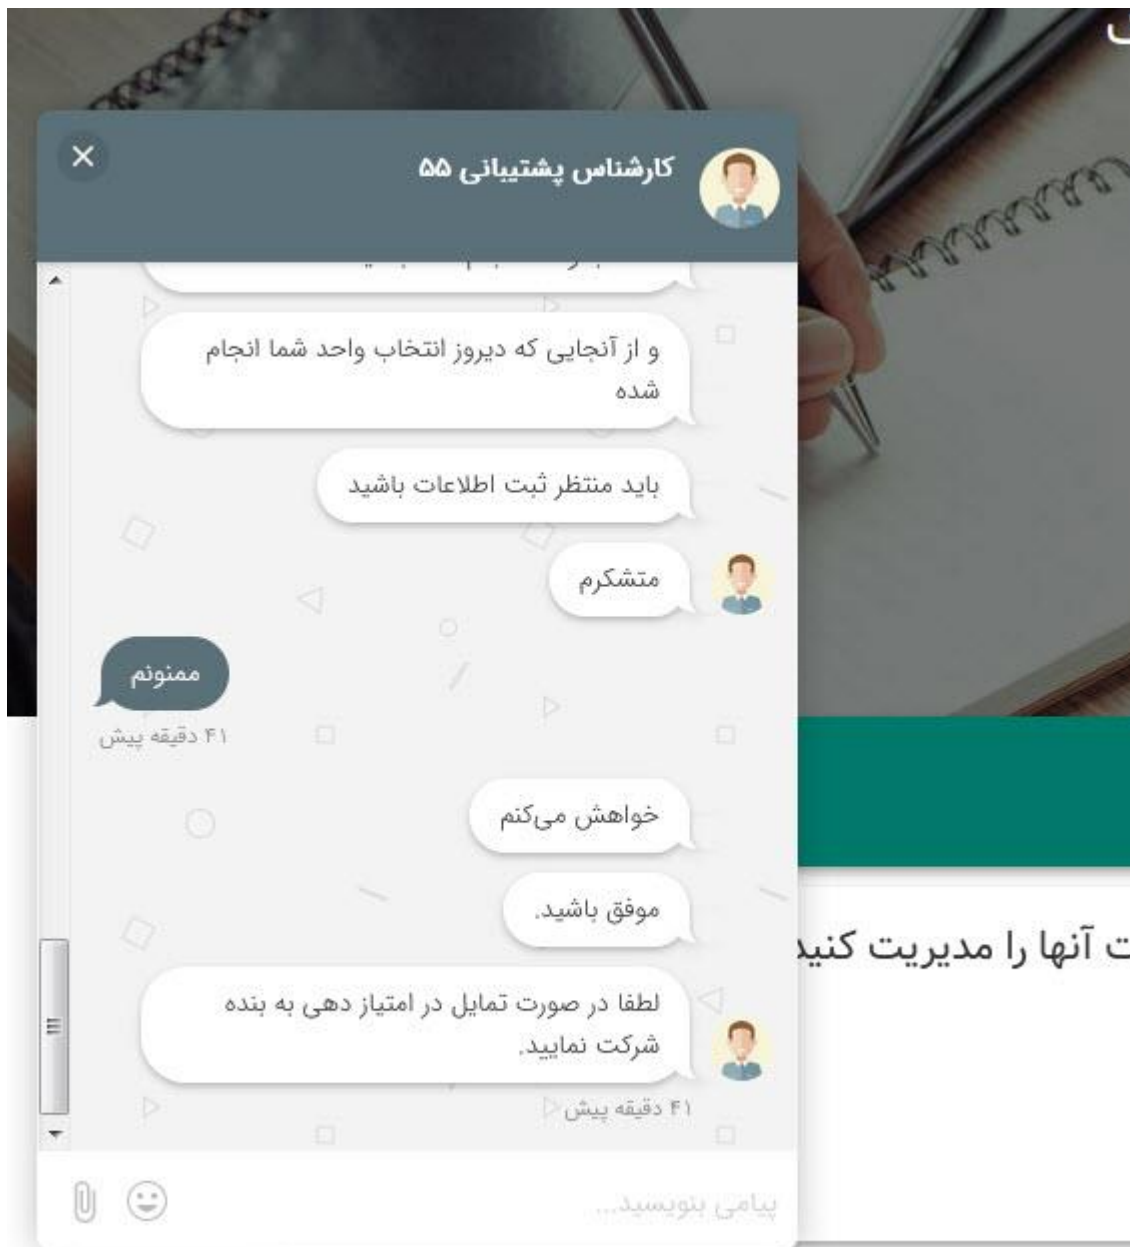 کارشناس پشتیبانی ۵۵
و از آنجایی که دیروز انتخاب واحد شما انجام
شده
باید منتظر ثبت اطلاعات باشید
متشکرم
ممنونم
۴۱ دقیقه پیش
خواهش می‌کنم
موفق باشید.
لطفا در صورت تمایل در امتیاز دهی به بنده
شرکت نمایید.
۴۱ دقیقه پیش
پیامی بنویسید...
ت آنها را مدیریت کنید